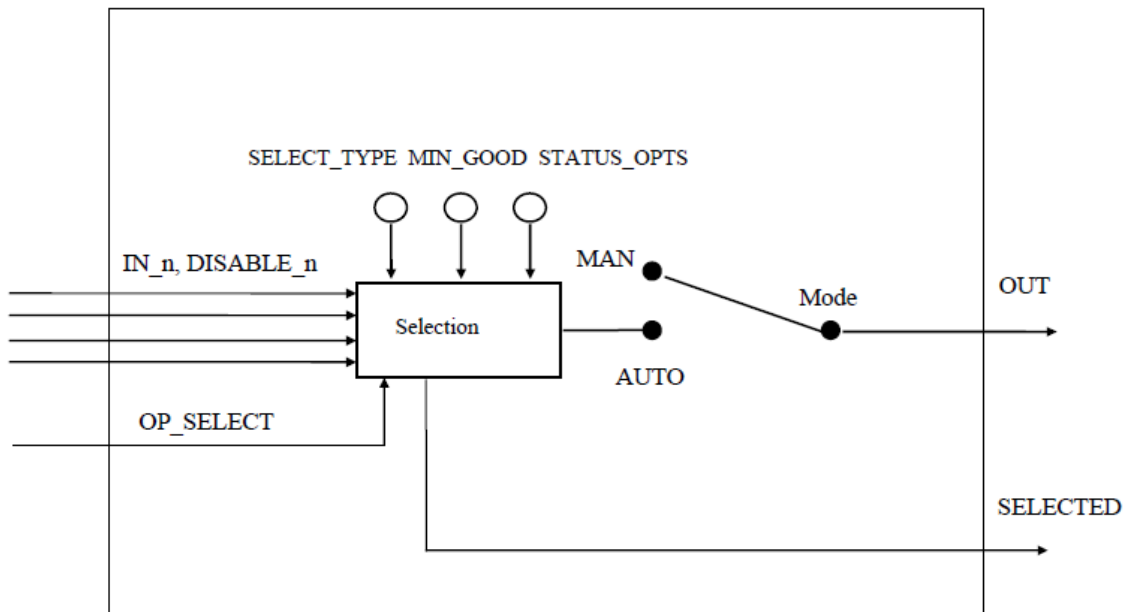 SELECT_TYPE MIN_GOOD STATUS_OPTS
IN_n, DISABLE_n
MAN
OUT
Mode
Selection
AUTO
OP_SELECT
SELECTED